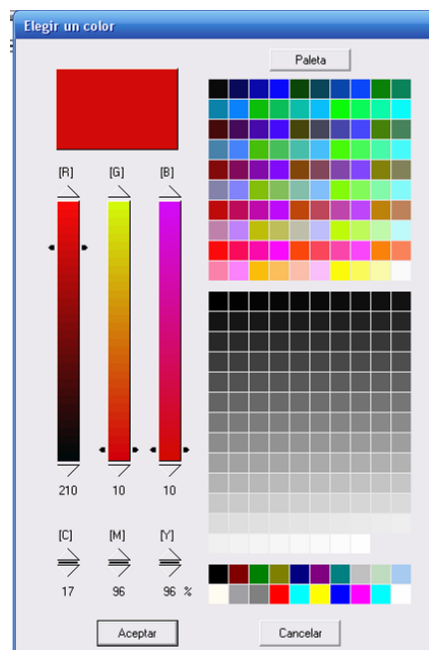 Elegir un color
Paleta
[R] [G] [B]
210 10 10
[C] [M] [Y]
17 96 96 %
Aceptar Cancelar